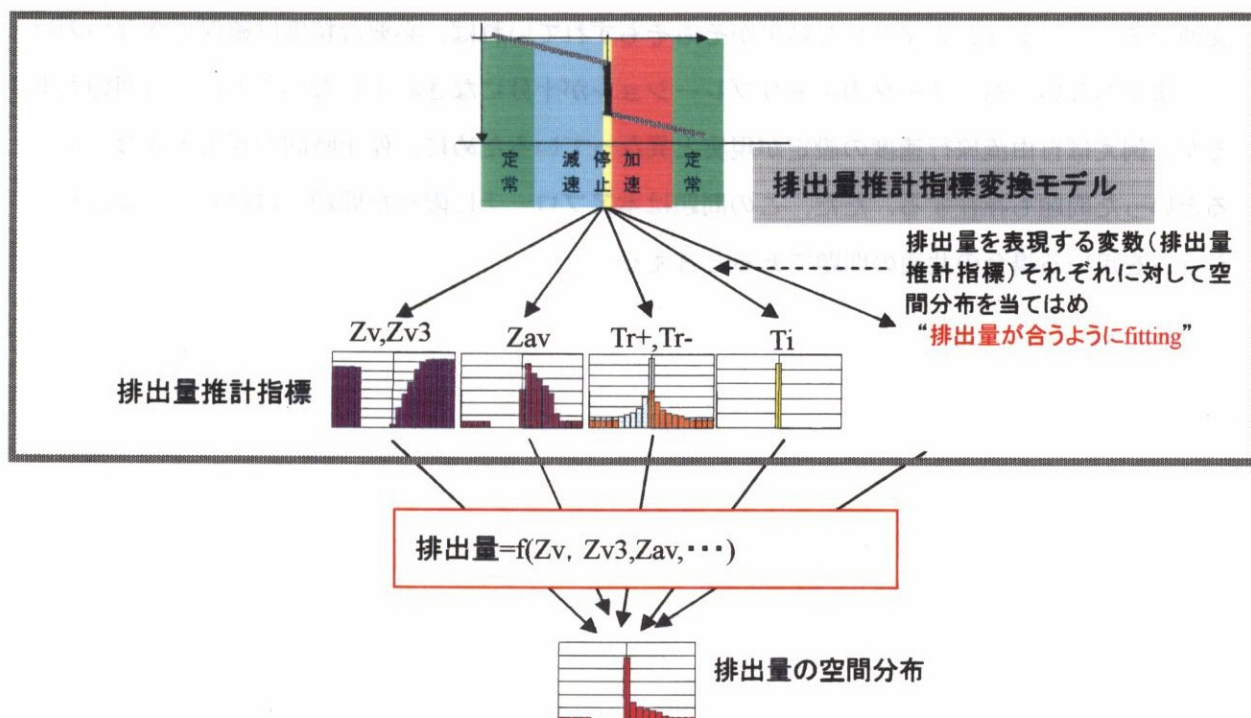 定常
減速
停止
加速
定常
排出量推計指標変換モデル
排出量を表現する変数(排出量
推計指標)それぞれに対して空
間分布を当てはめ
“排出量が合うようにfitting”
Zv,Zv3
Zav
Tr+,Tr-
Ti
排出量推計指標
排出量=f(Zv, Zv3,Zav,・・・)
排出量の空間分布